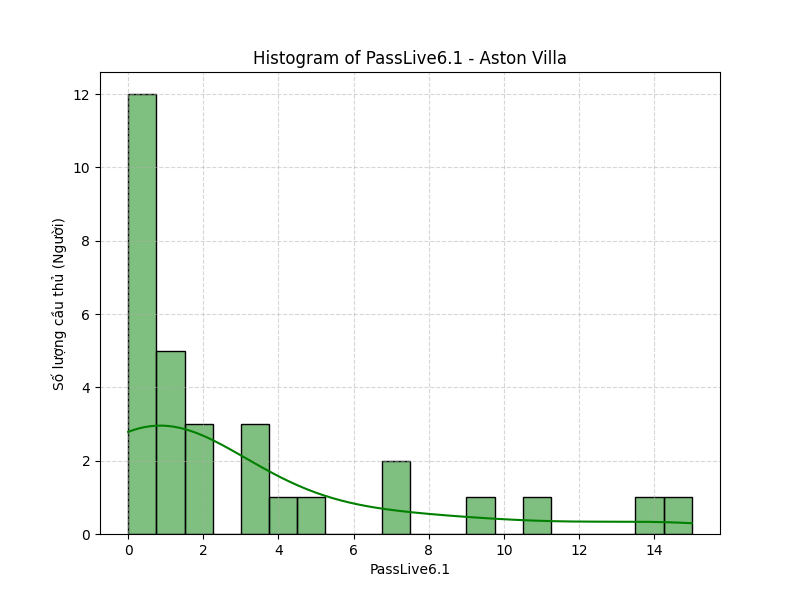 Histogram of PassLive6.1 - Aston Villa
12
10
8
6
4
2
0
Số lượng cầu thủ (Người)
0 2 4 6 8 10 12 14
PassLive6.1